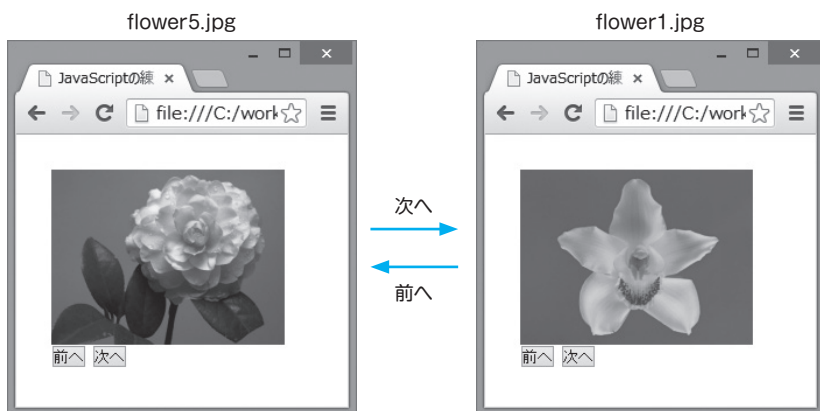 flower5.jpg
flower1.jpg
JavaScriptの練
JavaScriptの練
file:///C:/work
file:///C:/work
次へ
前へ
前へ 次へ
前へ 次へ